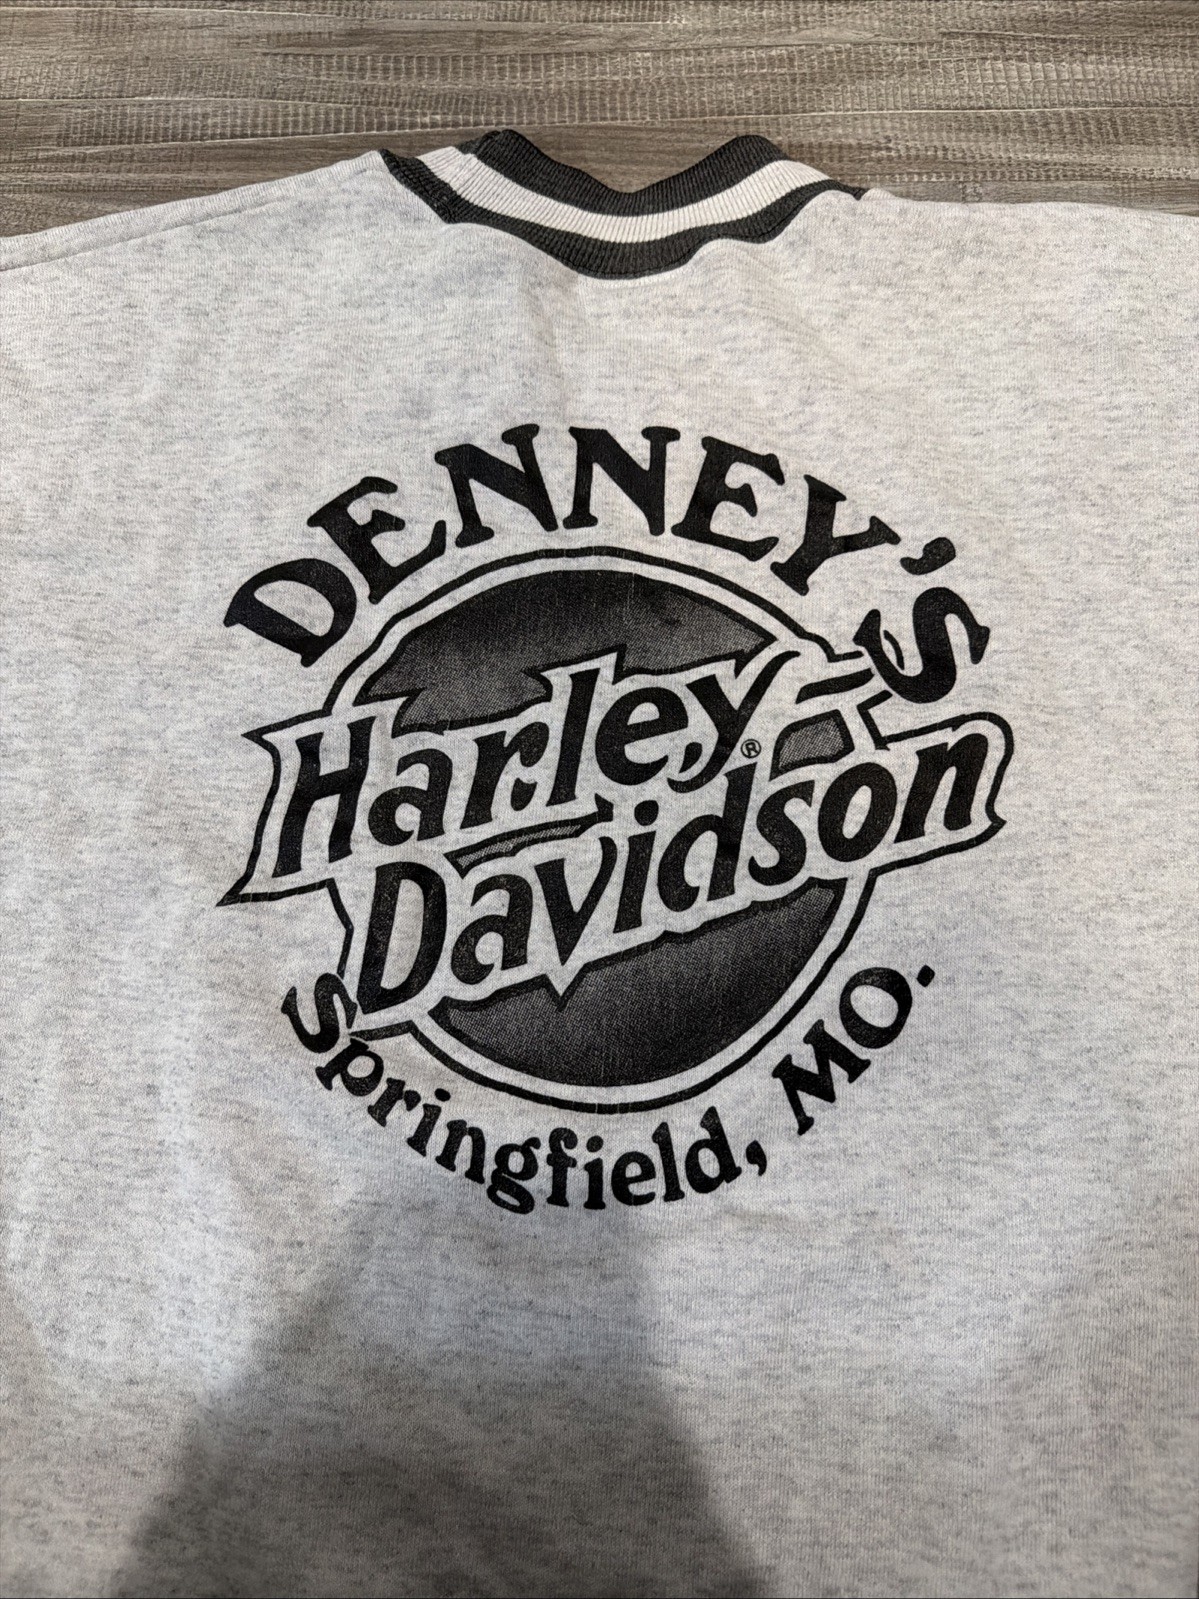 DENNEY'S
Harley®
Davidson
Springfield, MO.